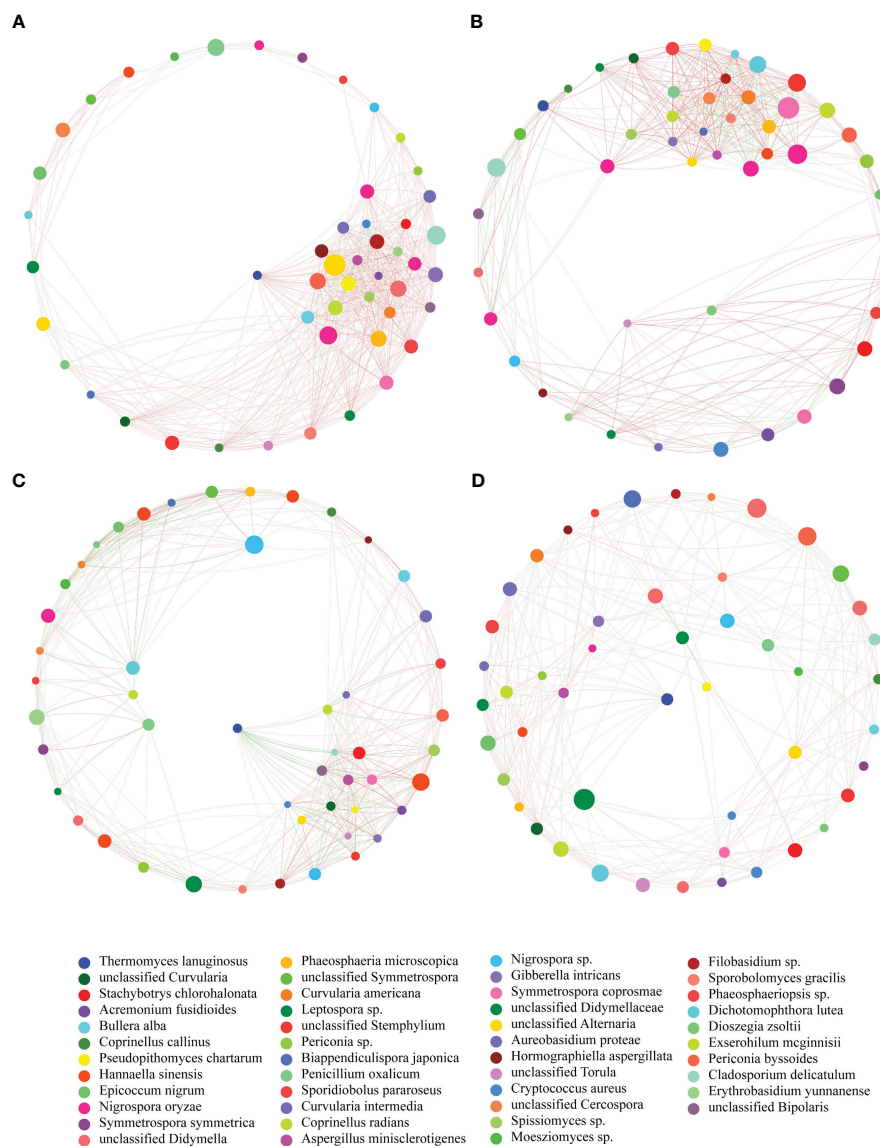 A
B
C
D
Thermomyces lanuginosus
unclassified Curvularia
Stachybotrys chlorohalonata
Acremonium fusidioides
Bullera alba
Coprinellus callinus
Pseudopithomyces chartarum
Hannaella sinensis
Epicoccum nigrum
Nigrospora oryzae
Symmetrospora symmetrica
unclassified Didymella
Phaeosphaeria microscopica
unclassified Symmetrospora
Curvularia americana
Leptospora sp.
unclassified Stemphylium
Periconia sp.
Biappendiculispora japonica
Penicillium oxalicum
Sporidiobolus pararoseus
Curvularia intermedia
Coprinellus radians
Aspergillus minisclerotigenes
Nigrospora sp.
Gibberella intricans
Symmetrospora coprosmae
unclassified Didymellaceae
unclassified Alternaria
Aureobasidium proteae
Hormographiella aspergillata
unclassified Torula
Cryptococcus aureus
unclassified Cercospora
Spissiomyces sp.
Moesziomyces sp.
Filobasidium sp.
Sporobolomyces gracilis
Phaeosphaeriopsis sp.
Dichotomophthora lutea
Dioszegia zsoltii
Exserohilum mcginnisii
Periconia byssoides
Cladosporium delicatulum
Erythrobasidium yunnanense
unclassified Bipolaris